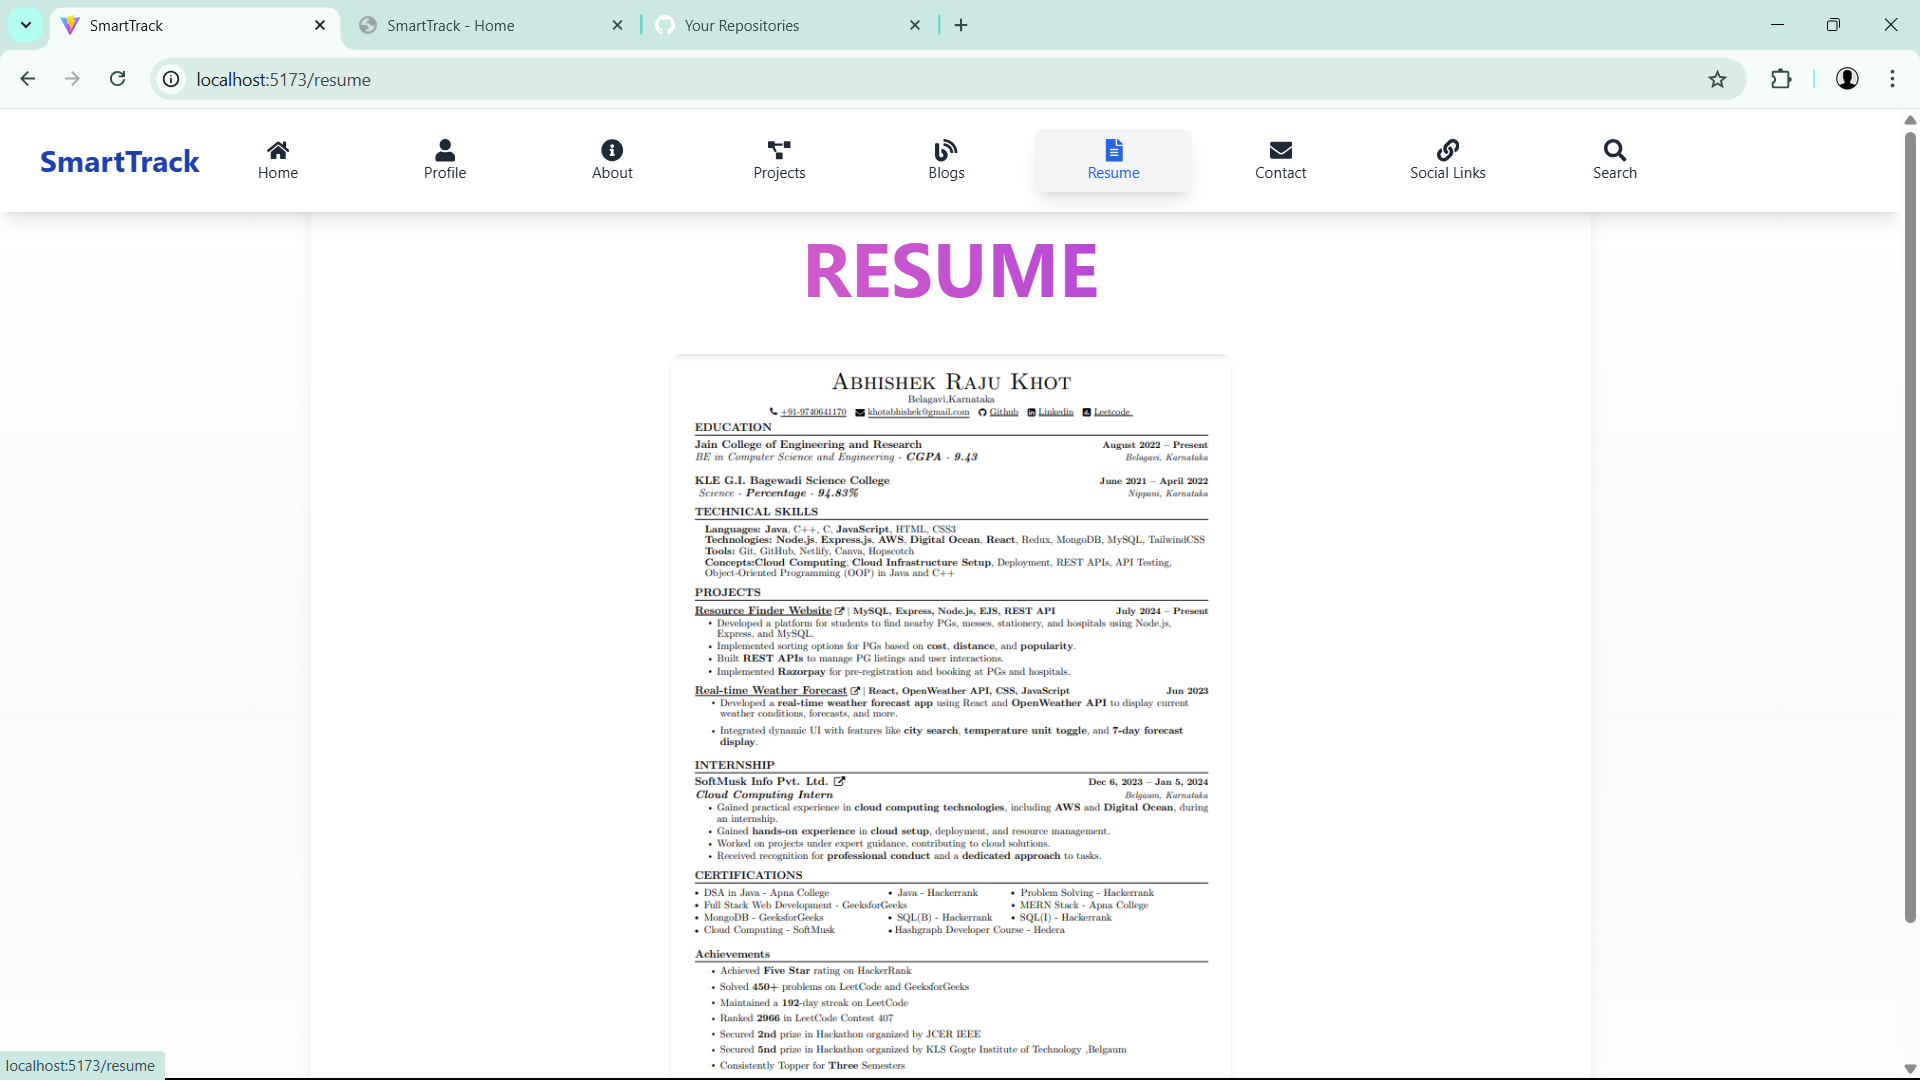 SmartTrack
SmartTrack - Home
Your Repositories
localhost:5173/resume
SmartTrack
Home
Profile
About
Projects
Blogs
Resume
Contact
Social Links
Search
RESUME
Abhishek Raju Khot
Belagavi,Karnataka
+91-9740641170 khotabhishek@gmail.com Github Linkedin Leetcode
EDUCATION
Jain College of Engineering and Research August 2022 – Present
BE in Computer Science and Engineering - CGPA - 9.43 Belagavi, Karnataka
KLE G.I. Bagewadi Science College June 2021 – April 2022
Science - Percentage - 94.83% Nippani, Karnataka
TECHNICAL SKILLS
Languages: Java, C++, C, JavaScript, HTML, CSS3
Technologies: Node.js, Express.js, AWS, Digital Ocean, React, Redux, MongoDB, MySQL, TailwindCSS
Tools: Git, GitHub, Netlify, Canva, Hopscotch
Concepts:Cloud Computing, Cloud Infrastructure Setup, Deployment, REST APIs, API Testing,
Object-Oriented Programming (OOP) in Java and C++
PROJECTS
Resource Finder Website | MySQL, Express, Node.js, EJS, REST API July 2024 – Present
• Developed a platform for students to find nearby PGs, messes, stationery, and hospitals using Node.js,
Express, and MySQL.
• Implemented sorting options for PGs based on cost, distance, and popularity.
• Built REST APIs to manage PG listings and user interactions.
• Implemented Razorpay for pre-registration and booking at PGs and hospitals.
Real-time Weather Forecast | React, OpenWeather API, CSS, JavaScript Jun 2023
• Developed a real-time weather forecast app using React and OpenWeather API to display current
weather conditions, forecasts, and more.
• Integrated dynamic UI with features like city search, temperature unit toggle, and 7-day forecast
display.
INTERNSHIP
SoftMusk Info Pvt. Ltd. Dec 6, 2023 – Jan 5, 2024
Cloud Computing Intern Belgaum, Karnataka
• Gained practical experience in cloud computing technologies, including AWS and Digital Ocean, during
an internship.
• Gained hands-on experience in cloud setup, deployment, and resource management.
• Worked on projects under expert guidance, contributing to cloud solutions.
• Received recognition for professional conduct and a dedicated approach to tasks.
CERTIFICATIONS
• DSA in Java - Apna College • Java - Hackerrank • Problem Solving - Hackerrank
• Full Stack Web Development - GeeksforGeeks • MERN Stack - Apna College
• MongoDB - GeeksforGeeks • SQL(B) - Hackerrank • SQL(I) - Hackerrank
• Cloud Computing - SoftMusk • Hashgraph Developer Course - Hedera
Achievements
• Achieved Five Star rating on HackerRank
• Solved 450+ problems on LeetCode and GeeksforGeeks
• Maintained a 192-day streak on LeetCode
• Ranked 2966 in LeetCode Contest 407
• Secured 2nd prize in Hackathon organized by JCER IEEE
• Secured 5nd prize in Hackathon organized by KLS Gogte Institute of Technology ,Belgaum
• Consistently Topper for Three Semesters
localhost:5173/resume